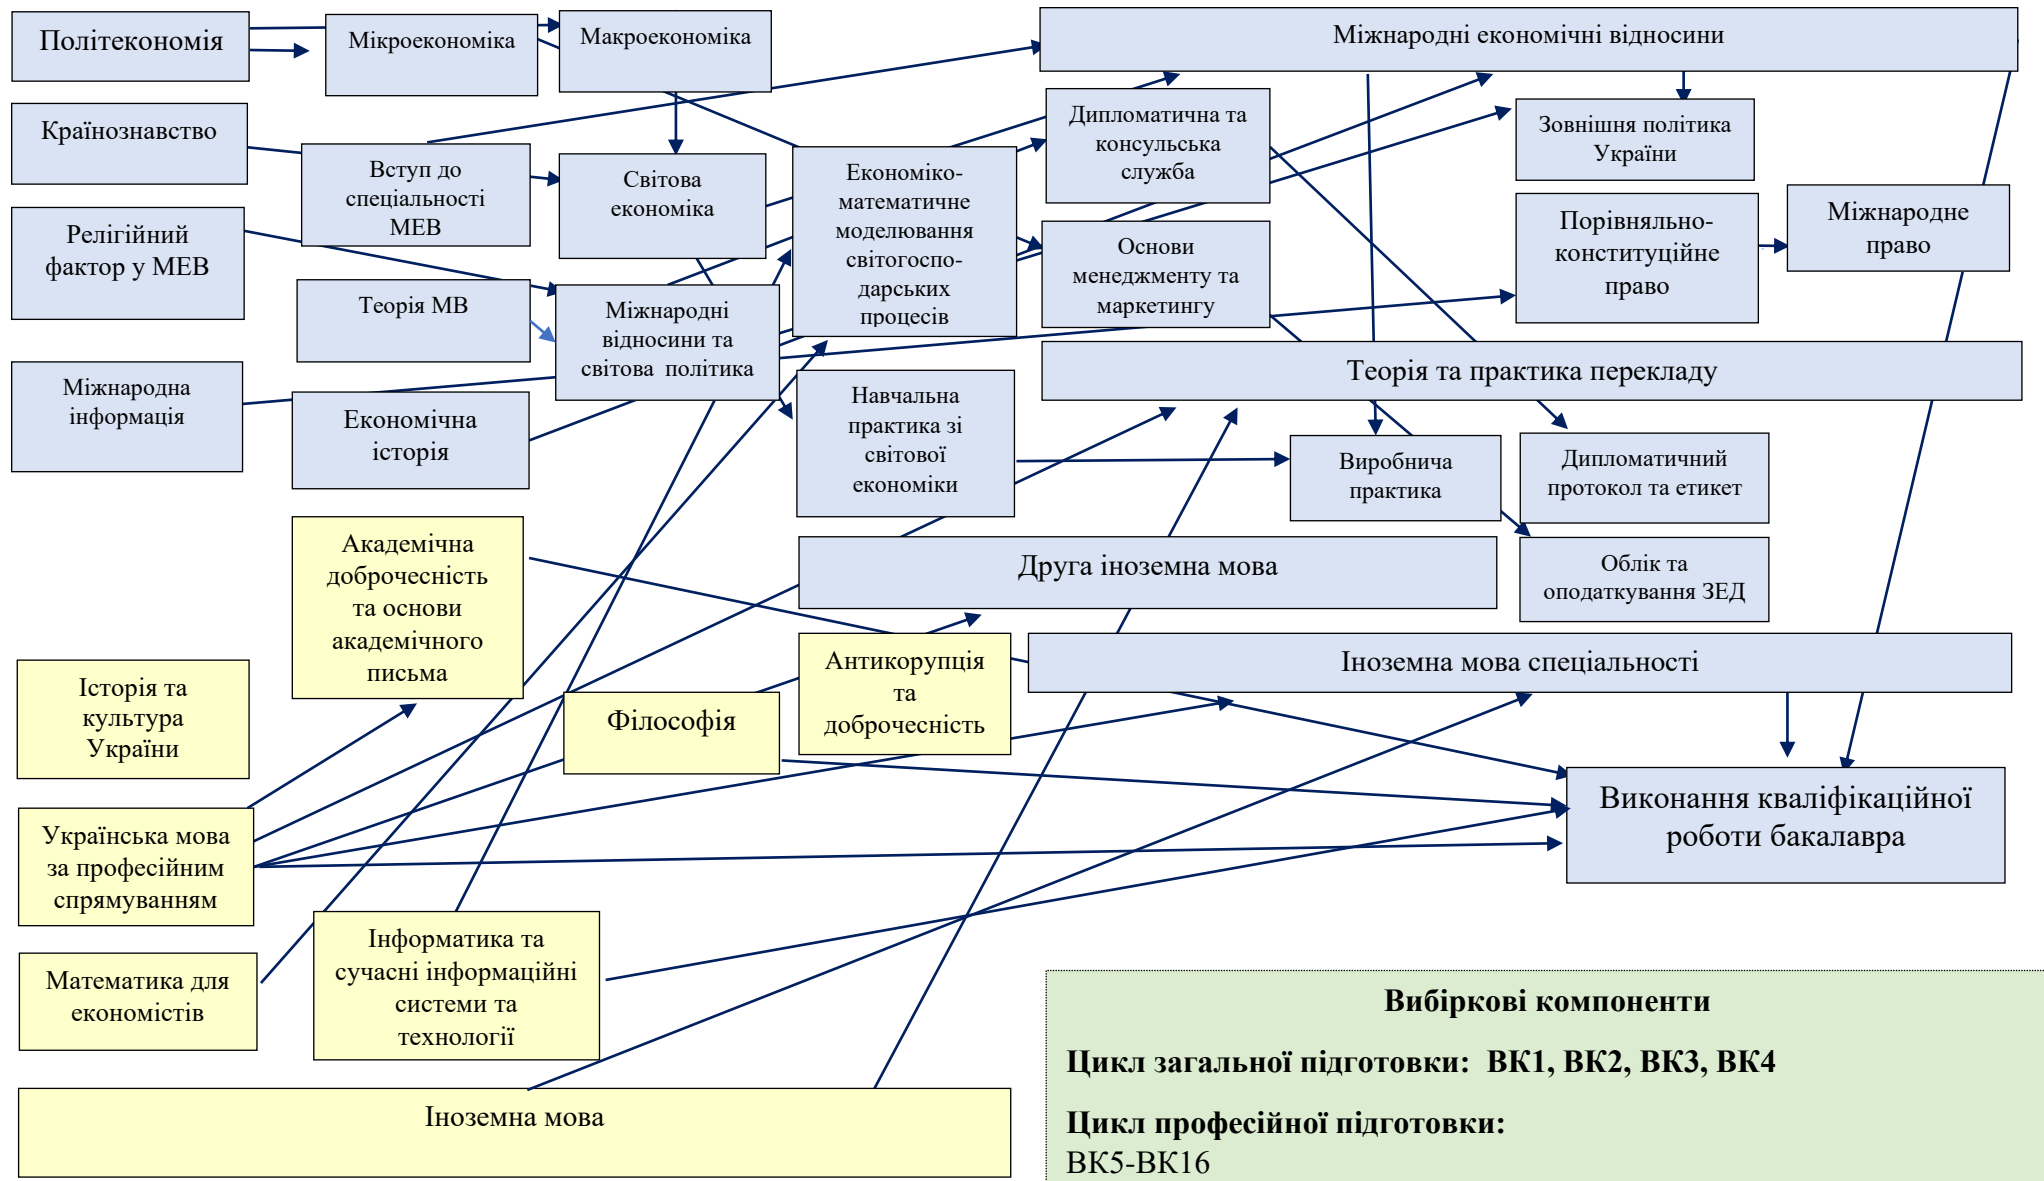 Політекономія
Мікроекономіка
Макроекономіка
Міжнародні економічні відносини
Країнознавство
Вступ до
спеціальності
МЕВ
Світова
економіка
Економіко-
математичне
моделювання
світогоспо-
дарських
процесів
Дипломатична та
консульська
служба
Зовнішня політика
України
Релігійний
фактор у МЕВ
Теорія МВ
Міжнародні
відносини та
світова політика
Основи
менеджменту та
маркетингу
Порівняльно-
конституційне
право
Міжнародне
право
Міжнародна
інформація
Економічна
історія
Навчальна
практика зі
світової
економіки
Теорія та практика перекладу
Виробнича
практика
Дипломатичний
протокол та етикет
Академічна
доброчесність
та основи
академічного
письма
Друга іноземна мова
Облік та
оподаткування ЗЕД
Історія та
культура
України
Філософія
Антикорупція
та
доброчесність
Іноземна мова спеціальності
Українська мова
за професійним
спрямуванням
Виконання кваліфікаційної
роботи бакалавра
Математика для
економістів
Інформатика та
сучасні інформаційні
системи та
технології
Іноземна мова
Вибіркові компоненти
Цикл загальної підготовки: ВК1, ВК2, ВК3, ВК4
Цикл професійної підготовки:
ВК5-ВК16